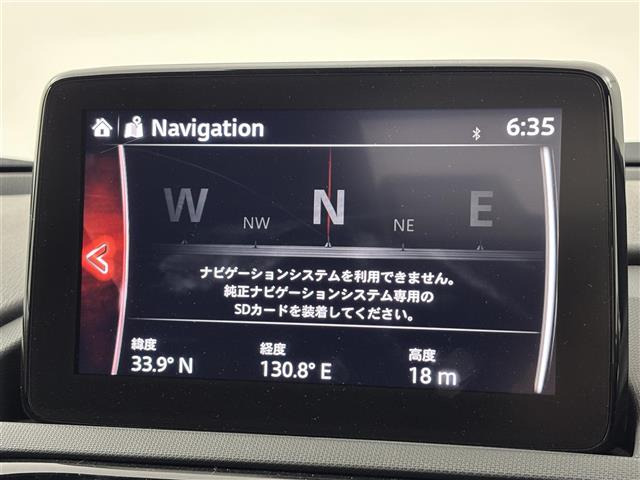 Navigation 6:35
W NW N NE E
ナビゲーションシステムを利用できません。
純正ナビゲーションシステム専用の
SDカードを装着してください。
緯度 経度 高度
33.9° N 130.8° E 18 m